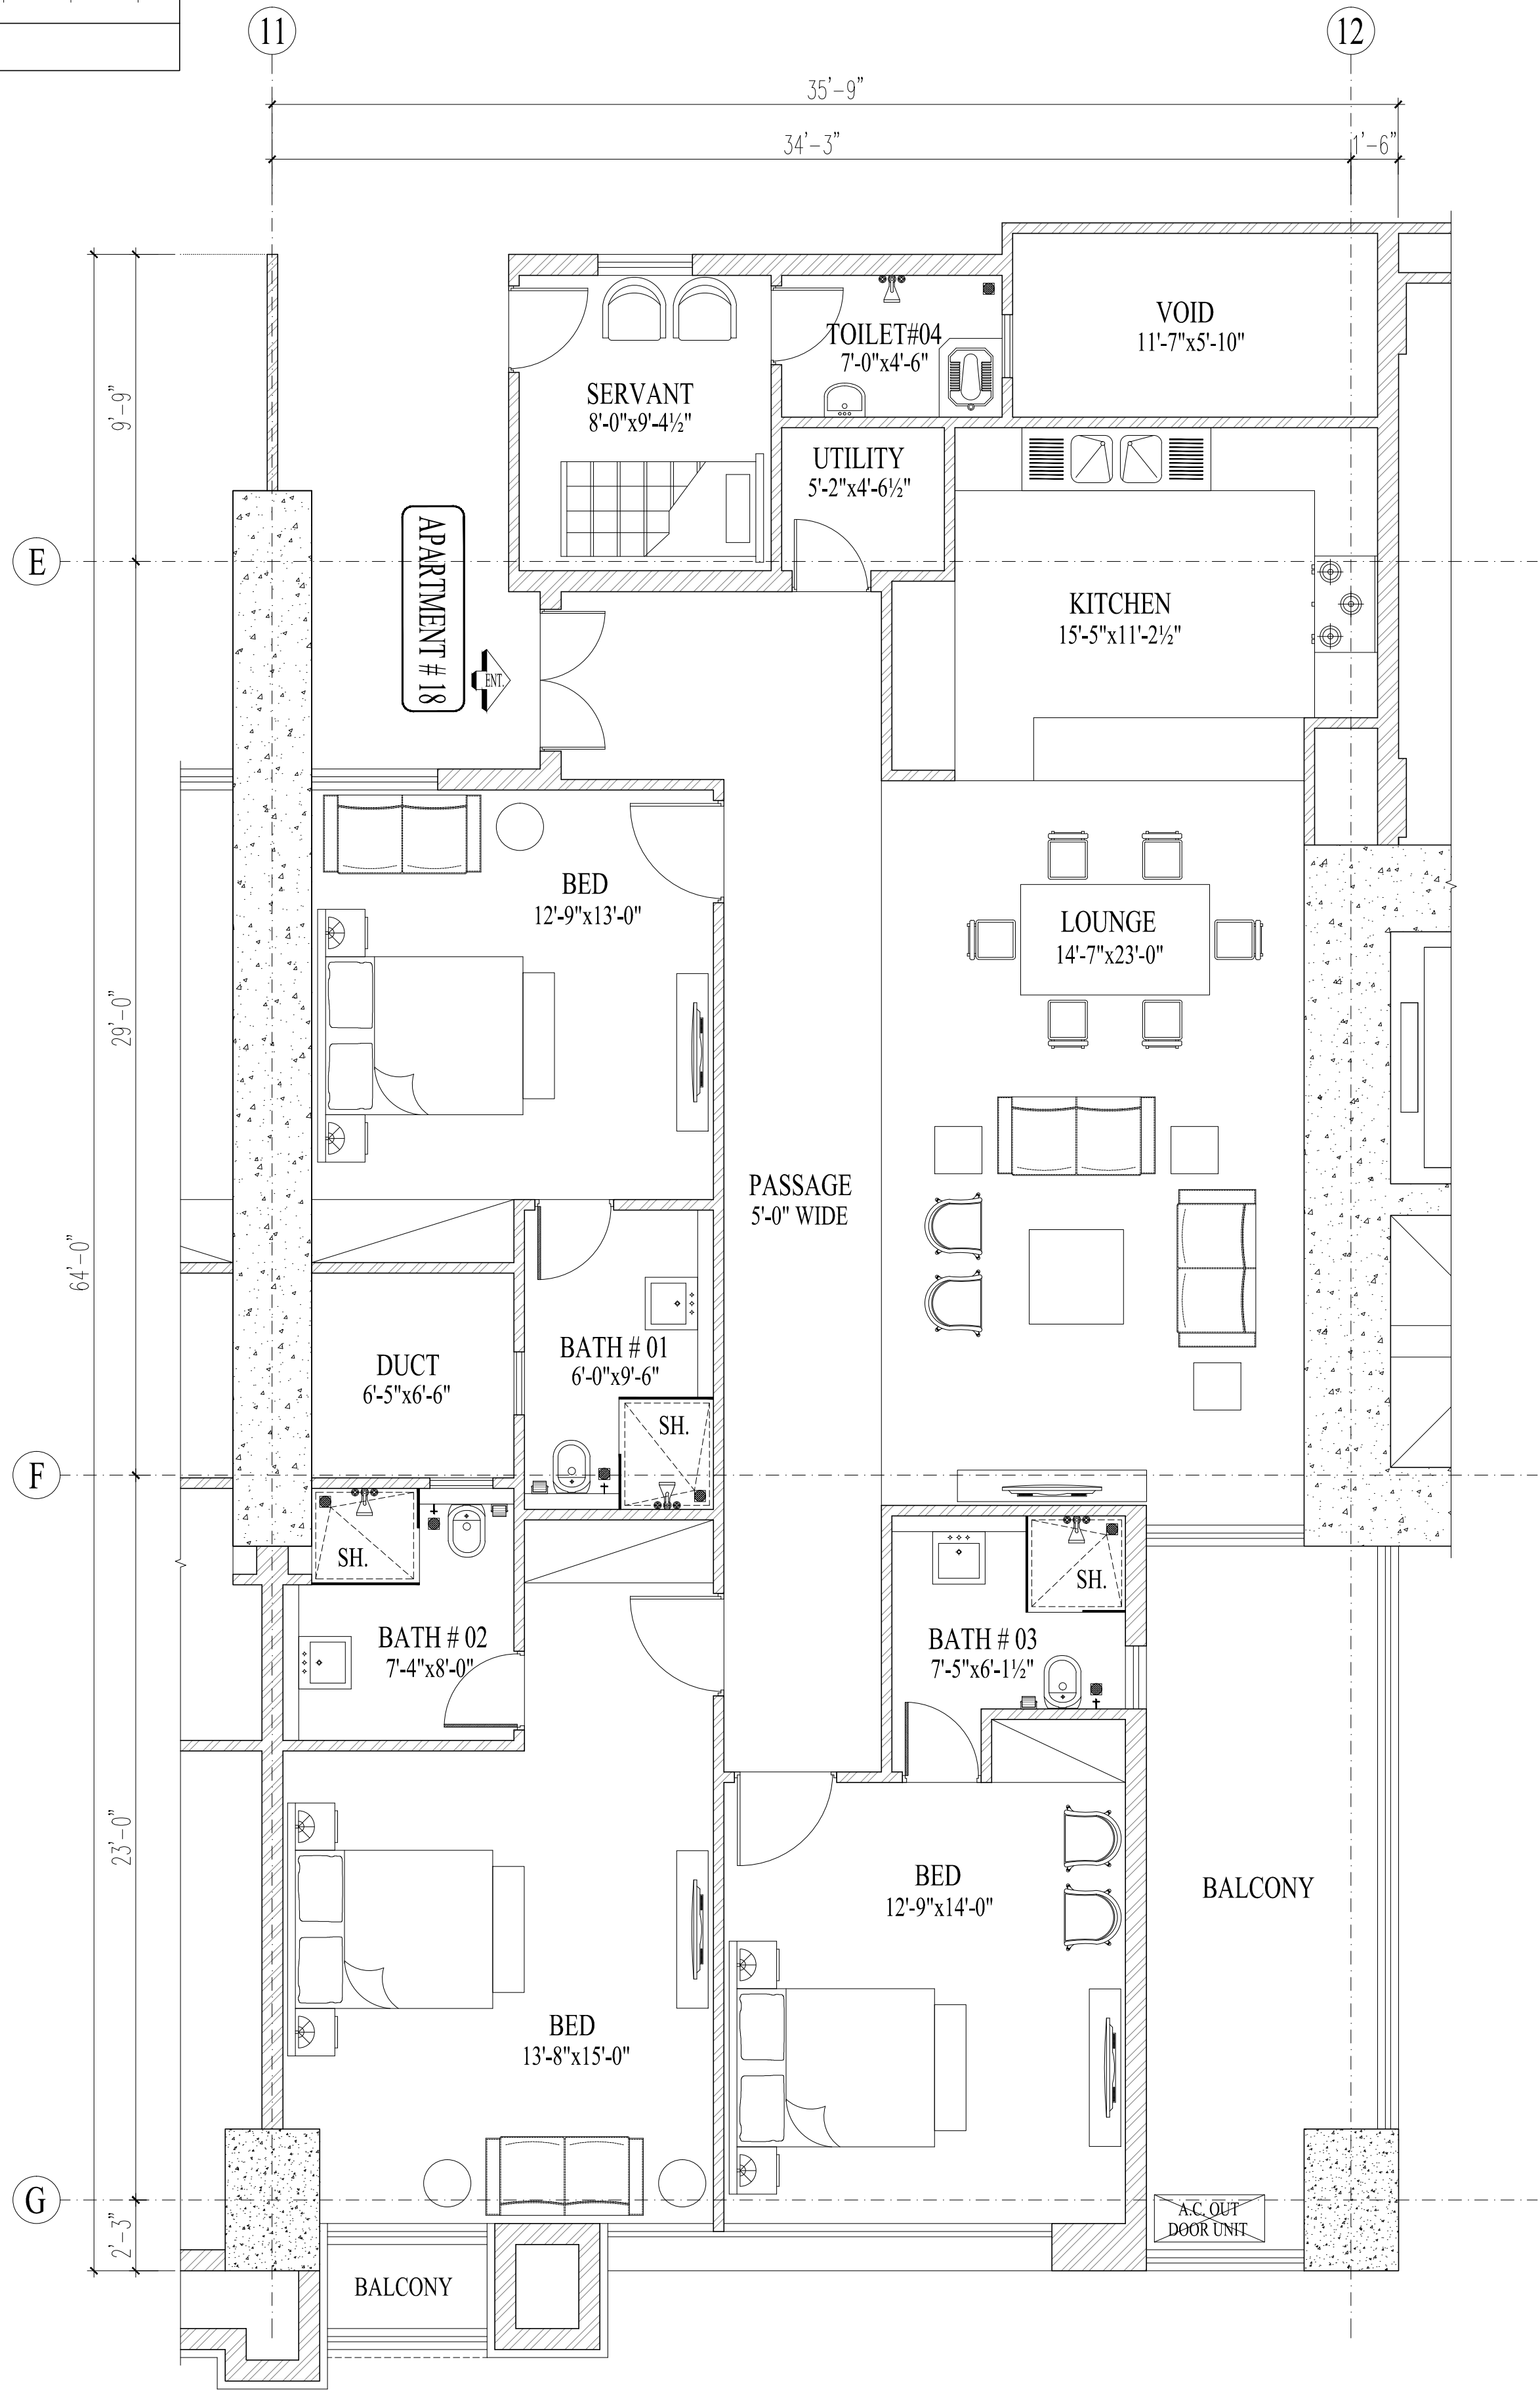 11
12
35'-9"
34'-3"
1'-6"
VOID
11'-7"x5'-10"
TOILET#04
7'-0"x4'-6"
SERVANT
8'-0"x9'-4½"
9'-9"
UTILITY
5'-2"x4'-6½"
E
APARTMENT # 18
ENT.
KITCHEN
15'-5"x11'-2½"
BED
12'-9"x13'-0"
LOUNGE
14'-7"x23'-0"
29'-0"
PASSAGE
5'-0" WIDE
64'-0"
DUCT
6'-5"x6'-6"
BATH # 01
6'-0"x9'-6"
SH.
F
SH.
SH.
BATH # 02
7'-4"x8'-0"
BATH # 03
7'-5"x6'-1½"
23'-0"
BED
12'-9"x14'-0"
BALCONY
BED
13'-8"x15'-0"
G
A.C. OUT
DOOR UNIT
2'-3"
BALCONY